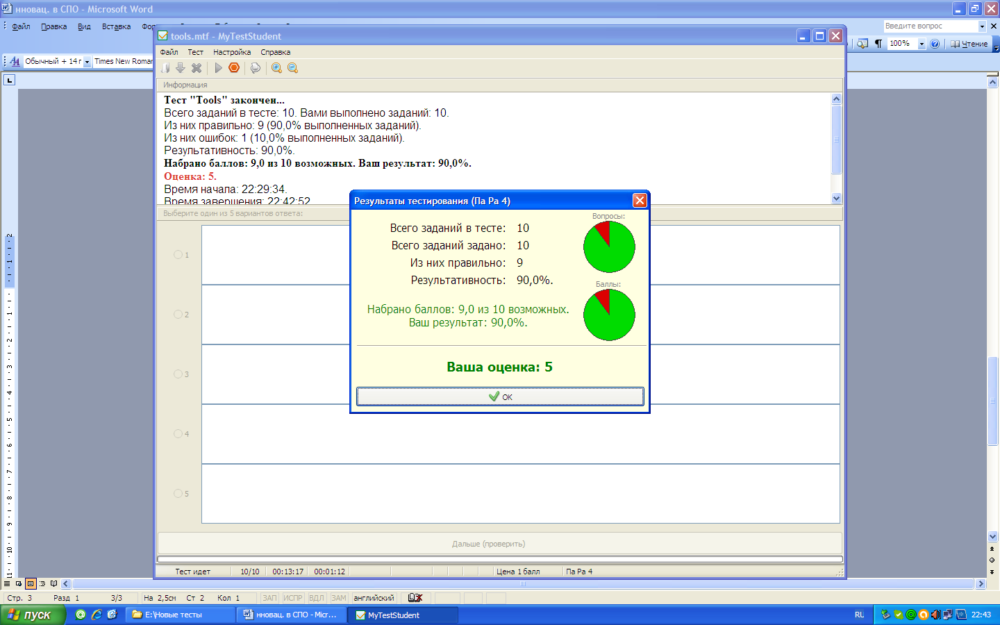 нновац. в СПО - Microsoft Word
Файл Правка Вид Вставка
Введите вопрос
Обычный + 14 г Times New Roman
100% Чтение
tools.mtf - MyTestStudent
Файл Тест Настройка Справка
Информация
Тест "Tools" закончен...
Всего заданий в тесте: 10. Вами выполнено заданий: 10.
Из них правильно: 9 (90,0% выполненных заданий).
Из них ошибок: 1 (10,0% выполненных заданий).
Результативность: 90,0%.
Набрано баллов: 9,0 из 10 возможных. Ваш результат: 90,0%.
Оценка: 5.
Время начала: 22:29:34.
Время завершения: 22:42:52
Выберите один из 5 вариантов ответа:
1
2
3
4
5
Результаты тестирования (Па Ра 4)
Всего заданий в тесте: 10
Всего заданий задано: 10
Из них правильно: 9
Результативность: 90,0%.
Вопросы:
Баллы:
Набрано баллов: 9,0 из 10 возможных.
Ваш результат: 90,0%.
Ваша оценка: 5
ОК
Дальше (проверить)
Тест идет 10/10 00:13:17 00:01:12 Цена 1 балл Па Ра 4
Стр. 3 Разд 1 3/3 На 2,5см Ст 2 Кол 1 ЗАП ИСПР ВДЛ ЗАМ английский
пуск E:\Новые тесты нновац. в СПО - Micr... MyTestStudent RU 22:43